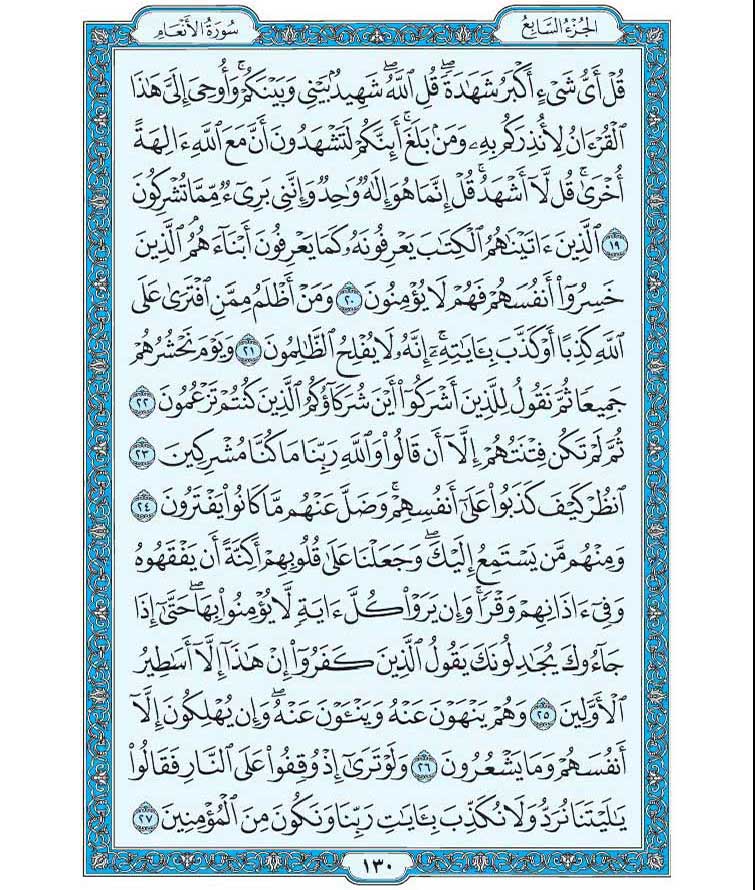 الجُزءُ السَّابِعُ
سُورَةُ الأَنعَامِ
قُلْ أَىُّ شَىْءٍ أَكْبَرُ شَهَٰدَةًۖ قُلِ ٱللَّهُۖ شَهِيدُۢ بَيْنِى وَبَيْنَكُمْۚ وَأُوحِىَ إِلَىَّ هَٰذَا
ٱلْقُرْءَانُ لِأُنذِرَكُم بِهِۦ وَمَنۢ بَلَغَۚ أَئِنَّكُمْ لَتَشْهَدُونَ أَنَّ مَعَ ٱللَّهِ ءَالِهَةً
أُخْرَىٰۚ قُل لَّآ أَشْهَدُۚ قُلْ إِنَّمَا هُوَ إِلَٰهٌ وَٰحِدٌ وَإِنَّنِى بَرِىٓءٌ مِّمَّا تُشْرِكُونَ
١٩ ٱلَّذِينَ ءَاتَيْنَٰهُمُ ٱلْكِتَٰبَ يَعْرِفُونَهُۥ كَمَا يَعْرِفُونَ أَبْنَآءَهُمُ ٱلَّذِينَ
خَسِرُوٓا۟ أَنفُسَهُمْ فَهُمْ لَا يُؤْمِنُونَ ٢٠ وَمَنْ أَظْلَمُ مِمَّنِ ٱفْتَرَىٰ عَلَى
ٱللَّهِ كَذِبًا أَوْ كَذَّبَ بِـَٔايَٰتِهِۦٓۚ إِنَّهُۥ لَا يُفْلِحُ ٱلظَّٰلِمُونَ ٢١ وَيَوْمَ نَحْشُرُهُمْ
جَمِيعًا ثُمَّ نَقُولُ لِلَّذِينَ أَشْرَكُوٓا۟ أَيْنَ شُرَكَآؤُكُمُ ٱلَّذِينَ كُنتُمْ تَزْعُمُونَ ٢٢
ثُمَّ لَمْ تَكُن فِتْنَتُهُمْ إِلَّآ أَن قَالُوا۟ وَٱللَّهِ رَبِّنَا مَا كُنَّا مُشْرِكِينَ ٢٣
ٱنظُرْ كَيْفَ كَذَبُوا۟ عَلَىٰٓ أَنفُسِهِمْۚ وَضَلَّ عَنْهُم مَّا كَانُوا۟ يَفْتَرُونَ ٢٤
وَمِنْهُم مَّن يَسْتَمِعُ إِلَيْكَۖ وَجَعَلْنَا عَلَىٰ قُلُوبِهِمْ أَكِنَّةً أَن يَفْقَهُوهُ
وَفِىٓ ءَاذَانِهِمْ وَقْرًاۚ وَإِن يَرَوْا۟ كُلَّ ءَايَةٍ لَّا يُؤْمِنُوا۟ بِهَاۖ حَتَّىٰٓ إِذَا
جَآءُوكَ يُجَٰدِلُونَكَ يَقُولُ ٱلَّذِينَ كَفَرُوٓا۟ إِنْ هَٰذَآ إِلَّآ أَسَٰطِيرُ
ٱلْأَوَّلِينَ ٢٥ وَهُمْ يَنْهَوْنَ عَنْهُ وَيَنْـَٔوْنَ عَنْهُۖ وَإِن يُهْلِكُونَ إِلَّآ
أَنفُسَهُمْ وَمَا يَشْعُرُونَ ٢٦ وَلَوْ تَرَىٰٓ إِذْ وُقِفُوا۟ عَلَى ٱلنَّارِ فَقَالُوا۟
يَٰلَيْتَنَا نُرَدُّ وَلَا نُكَذِّبَ بِـَٔايَٰتِ رَبِّنَا وَنَكُونَ مِنَ ٱلْمُؤْمِنِينَ ٢٧
١٣٠